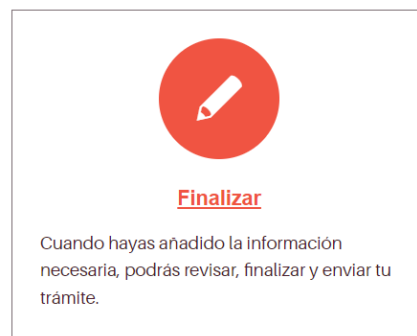 Finalizar
Cuando hayas añadido la información
necesaria, podrás revisar, finalizar y enviar tu
trámite.